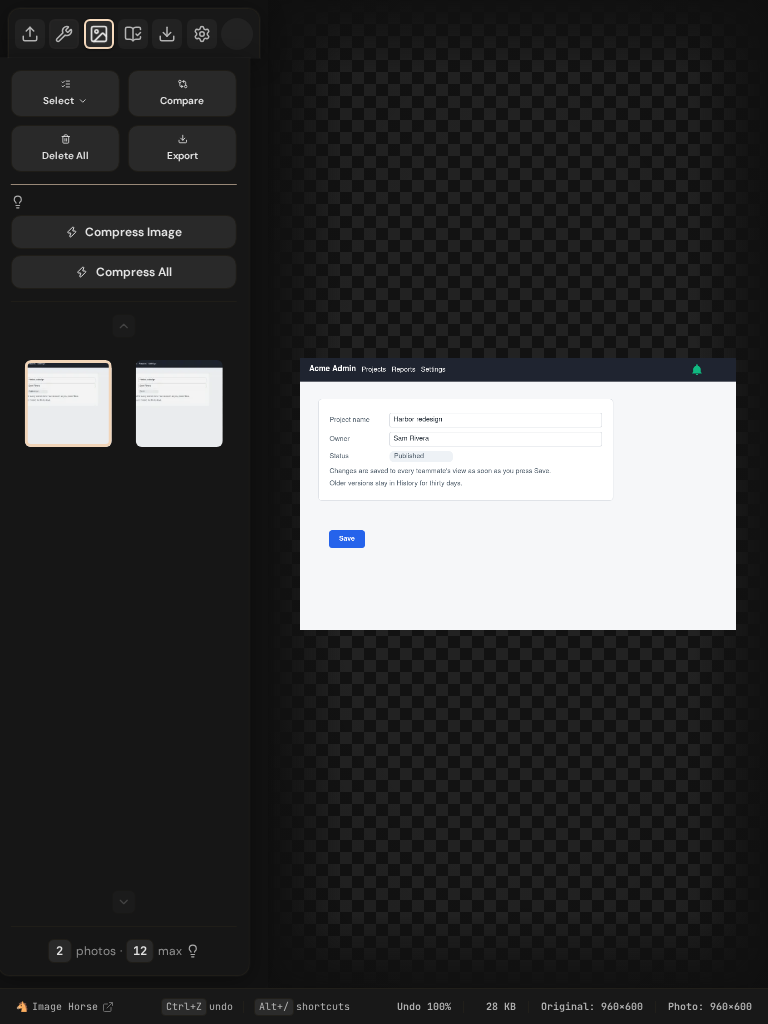 Select
Compare
Delete All
Export
Compress Image
Compress All
2 photos · 12 max
Acme Admin Projects Reports Settings
Project name Harbor redesign
Owner Sam Rivera
Status Published
Changes are saved to every teammate's view as soon as you press Save.
Older versions stay in History for thirty days.
Save
Image Horse Ctrl+Z undo Alt+/ shortcuts Undo 100% 28 KB Original: 960×600 Photo: 960×600